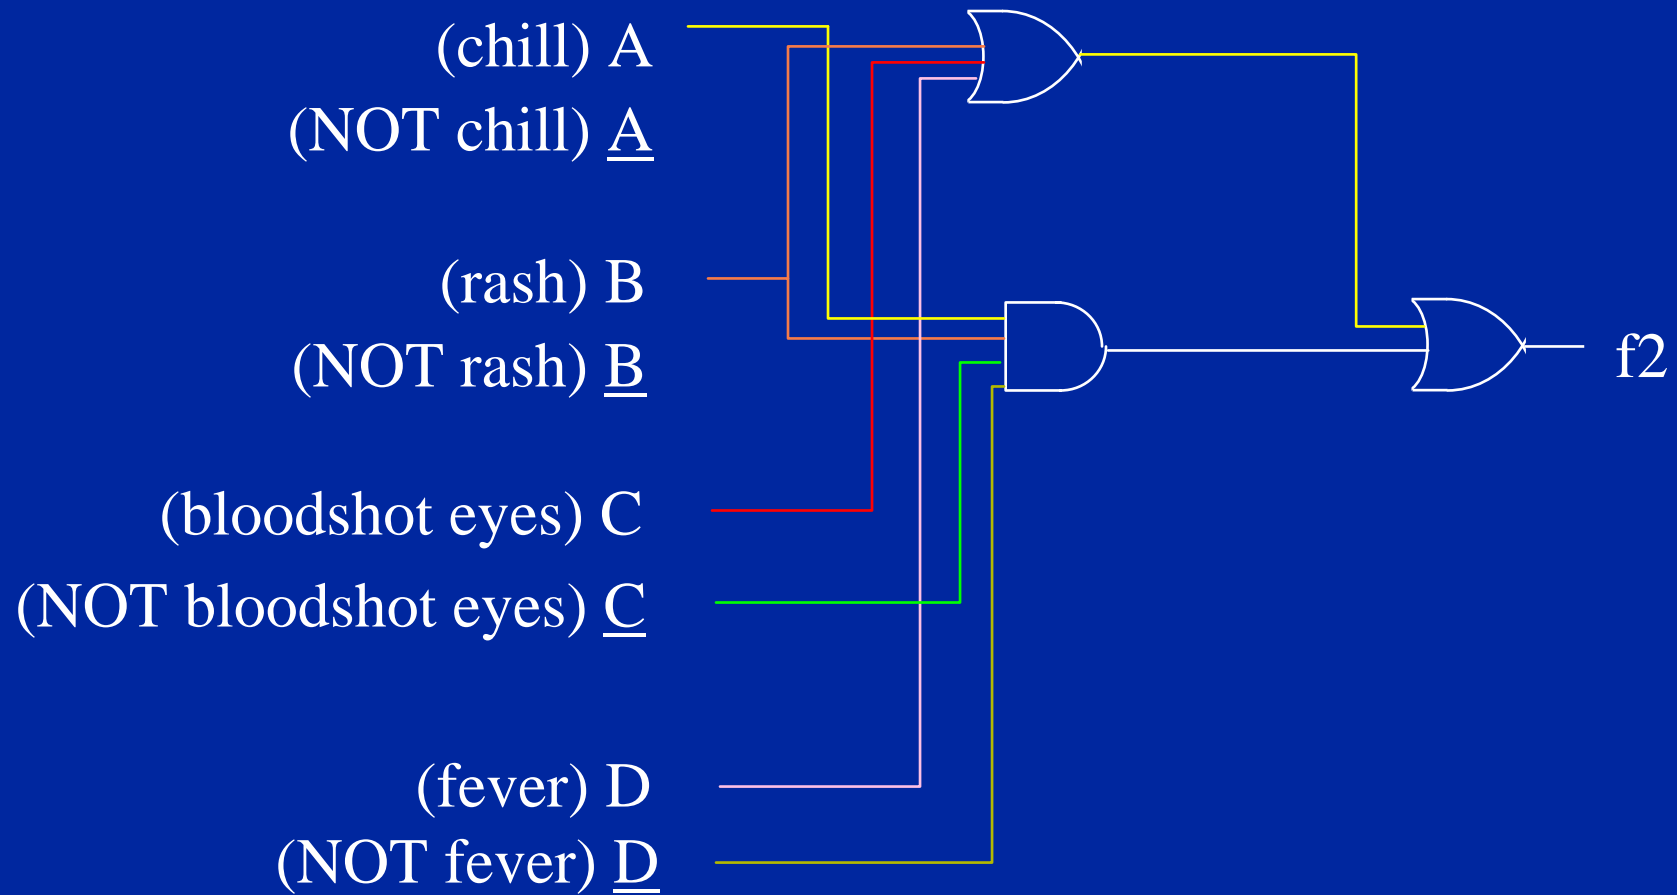 (chill) A
(NOT chill) A
(rash) B
(NOT rash) B
f2
(bloodshot eyes) C
(NOT bloodshot eyes) C
(fever) D
(NOT fever) D